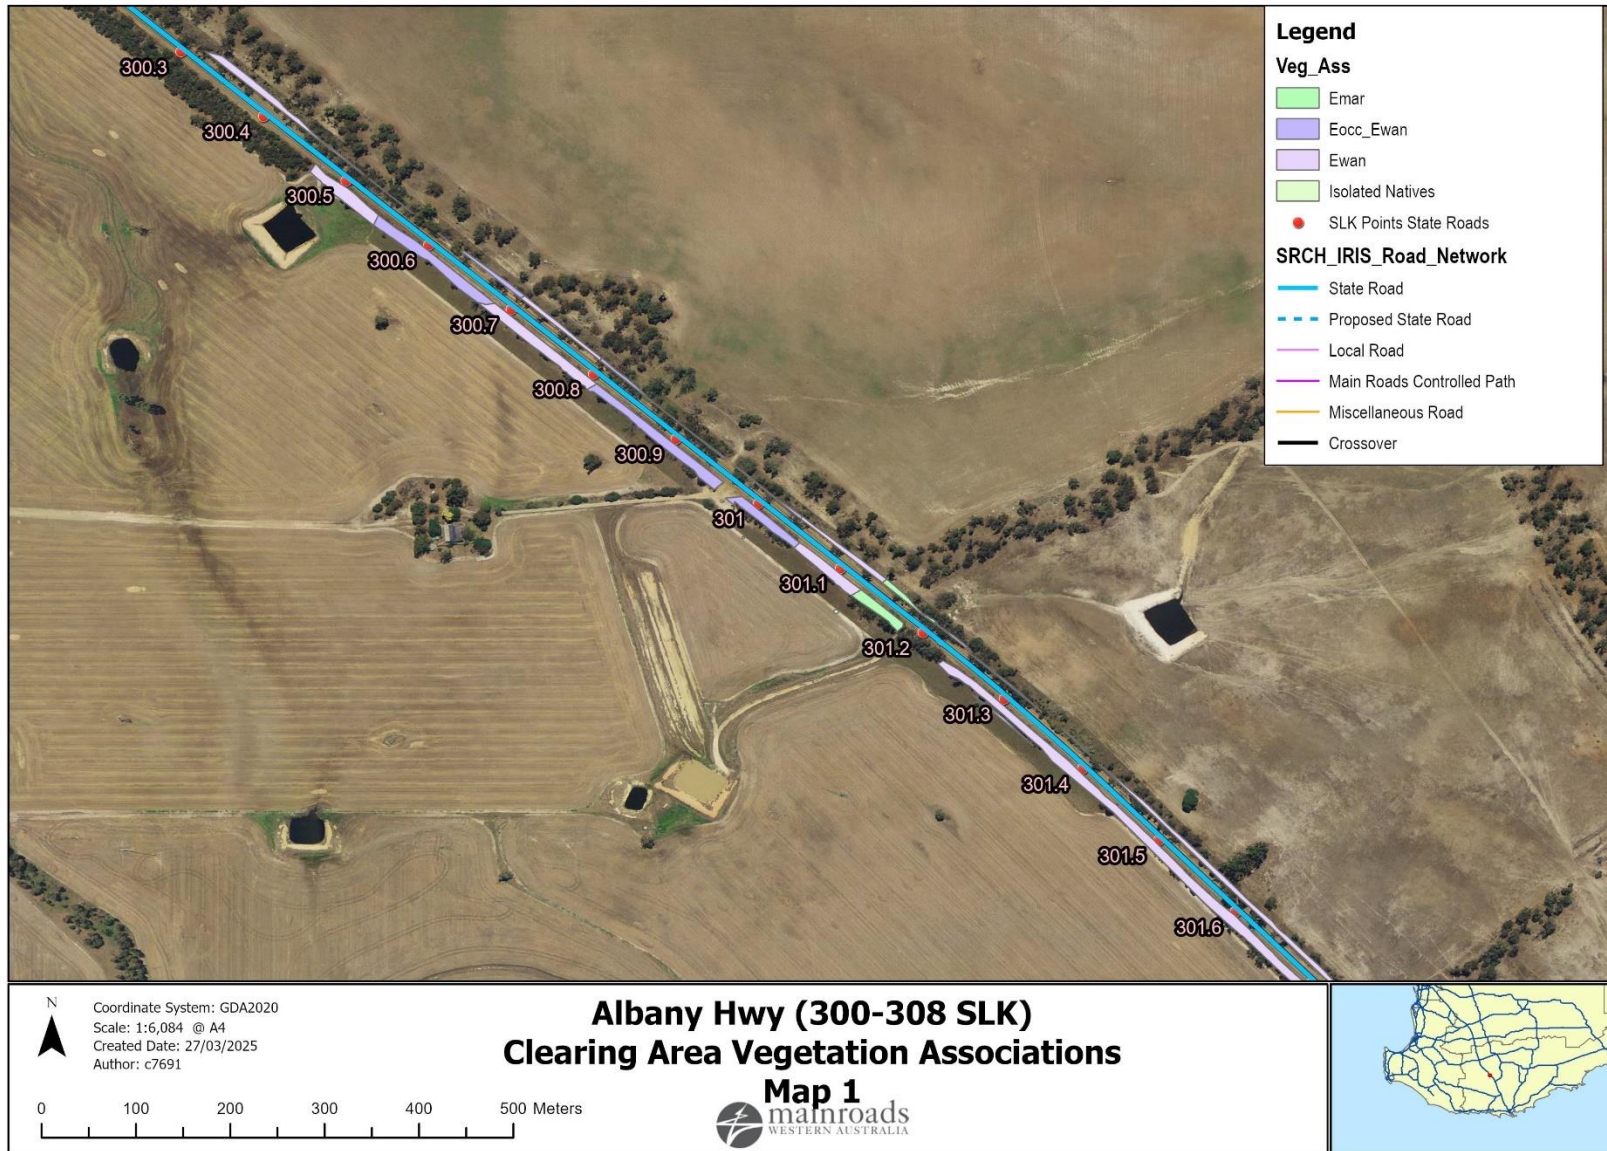 300.3
300.4
300.5
300.6
300.7
300.8
300.9
301
301.1
301.2
301.3
301.4
301.5
301.6
Legend
Veg_Ass
Emar
Eocc_Ewan
Ewan
Isolated Natives
SLK Points State Roads
SRCH_IRIS_Road_Network
State Road
Proposed State Road
Local Road
Main Roads Controlled Path
Miscellaneous Road
Crossover
N
Coordinate System: GDA2020
Scale: 1:6,084 @ A4
Created Date: 27/03/2025
Author: c7691
0 100 200 300 400 500 Meters
Albany Hwy (300-308 SLK)
Clearing Area Vegetation Associations
Map 1
mainroads
WESTERN AUSTRALIA